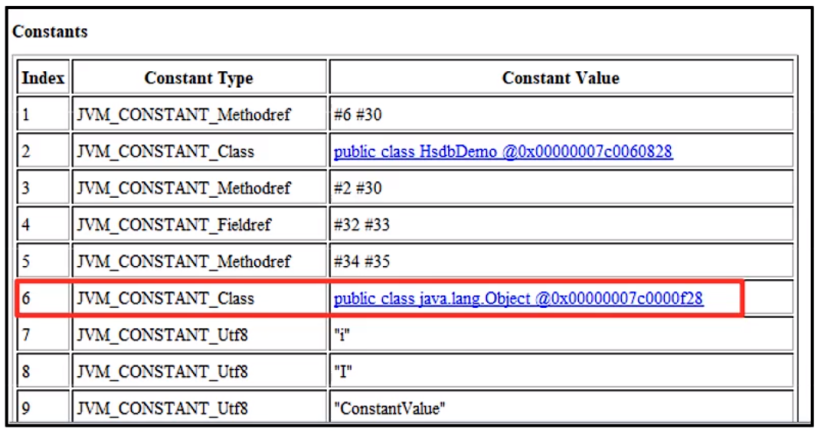 Constants
Index Constant Type Constant Value
1 JVM_CONSTANT_Methodref #6 #30
2 JVM_CONSTANT_Class public class HsdbDemo @0x00000007c0060828
3 JVM_CONSTANT_Methodref #2 #30
4 JVM_CONSTANT_Fieldref #32 #33
5 JVM_CONSTANT_Methodref #34 #35
6 JVM_CONSTANT_Class public class java.lang.Object @0x00000007c0000f28
7 JVM_CONSTANT_Utf8 "i"
8 JVM_CONSTANT_Utf8 "I"
9 JVM_CONSTANT_Utf8 "ConstantValue"